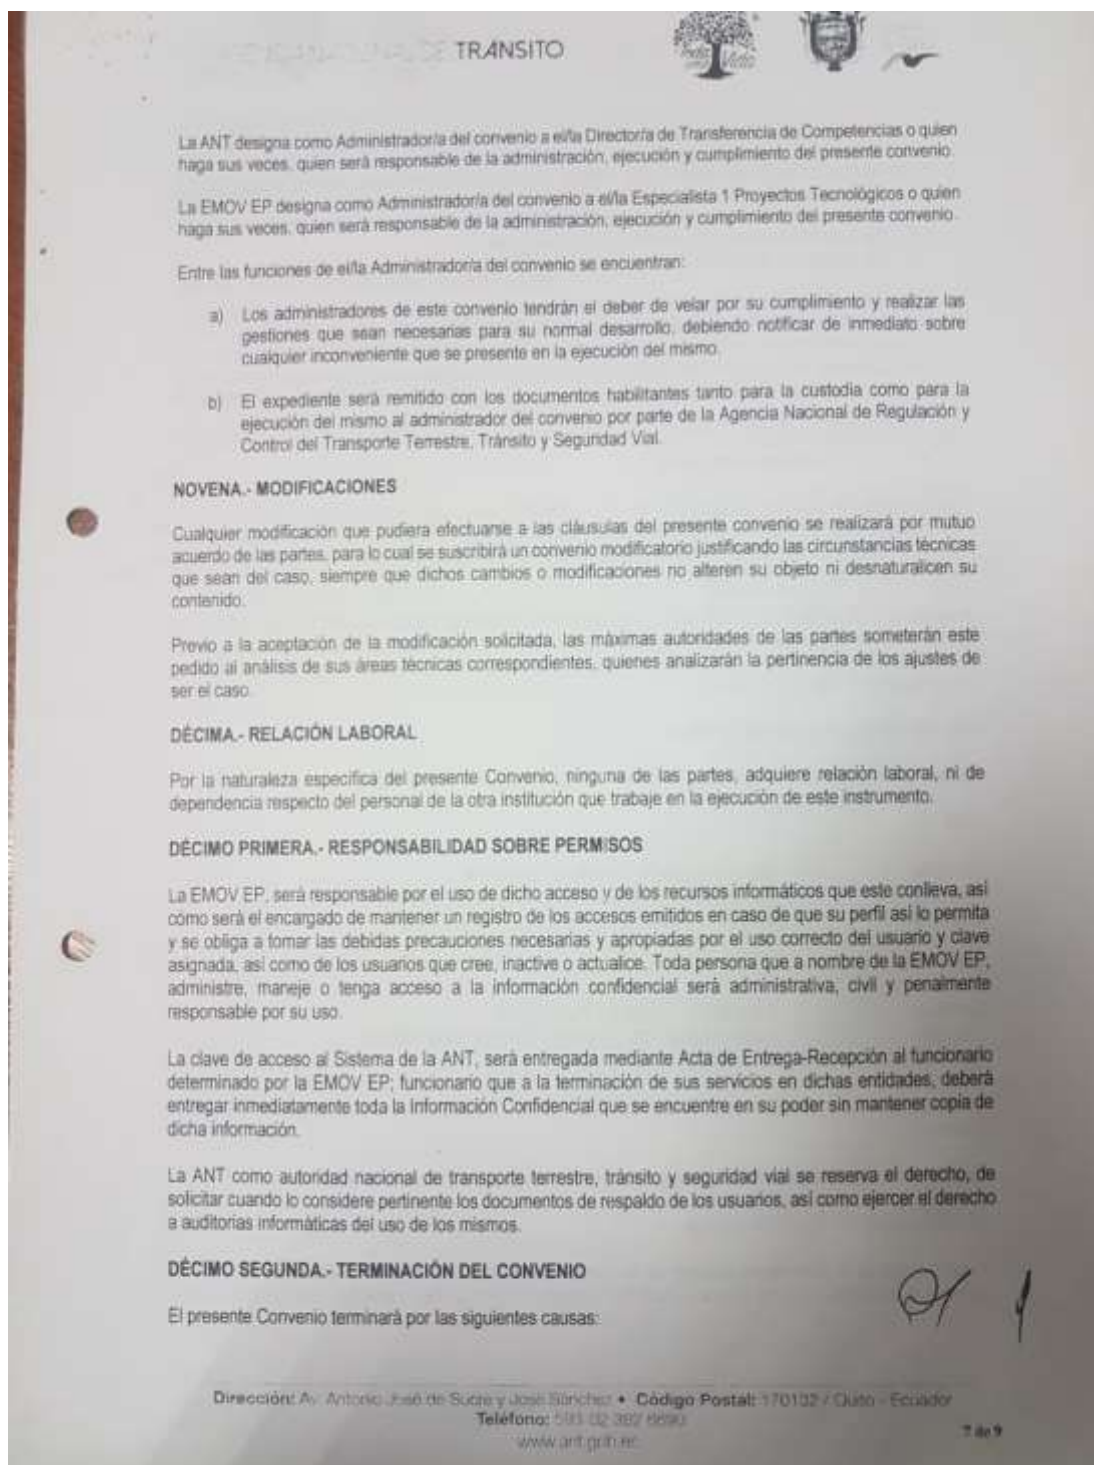 TRÁNSITO
La ANT designa como Administrador/a del convenio a el/la Director/a de Transferencia de Competencias o quien
haga sus veces, quien será responsable de la administración, ejecución y cumplimiento del presente convenio.
La EMOV EP designa como Administrador/a del convenio a el/la Especialista 1 Proyectos Tecnológicos o quien
haga sus veces, quien será responsable de la administración, ejecución y cumplimiento del presente convenio.
Entre las funciones de el/la Administrador/a del convenio se encuentran:
a) Los administradores de este convenio tendrán el deber de velar por su cumplimiento y realizar las
gestiones que sean necesarias para su normal desarrollo, debiendo notificar de inmediato sobre
cualquier inconveniente que se presente en la ejecución del mismo.
b) El expediente será remitido con los documentos habilitantes tanto para la custodia como para la
ejecución del mismo al administrador del convenio por parte de la Agencia Nacional de Regulación y
Control del Transporte Terrestre, Tránsito y Seguridad Vial.
NOVENA.- MODIFICACIONES
Cualquier modificación que pudiera efectuarse a las cláusulas del presente convenio se realizará por mutuo
acuerdo de las partes, para lo cual se suscribirá un convenio modificatorio justificando las circunstancias técnicas
que sean del caso, siempre que dichos cambios o modificaciones no alteren su objeto ni desnaturalicen su
contenido.
Previo a la aceptación de la modificación solicitada, las máximas autoridades de las partes someterán este
pedido al análisis de sus áreas técnicas correspondientes, quienes analizarán la pertinencia de los ajustes de
ser el caso.
DÉCIMA.- RELACIÓN LABORAL
Por la naturaleza específica del presente Convenio, ninguna de las partes, adquiere relación laboral, ni de
dependencia respecto del personal de la otra institución que trabaje en la ejecución de este instrumento.
DÉCIMO PRIMERA.- RESPONSABILIDAD SOBRE PERMISOS
La EMOV EP, será responsable por el uso de dicho acceso y de los recursos informáticos que este conlleva, así
como será el encargado de mantener un registro de los accesos emitidos en caso de que su perfil así lo permita
y se obliga a tomar las debidas precauciones necesarias y apropiadas por el uso correcto del usuario y clave
asignada, así como de los usuarios que cree, inactive o actualice. Toda persona que a nombre de la EMOV EP,
administre, maneje o tenga acceso a la información confidencial será administrativa, civil y penalmente
responsable por su uso.
La clave de acceso al Sistema de la ANT, será entregada mediante Acta de Entrega-Recepción al funcionario
determinado por la EMOV EP; funcionario que a la terminación de sus servicios en dichas entidades, deberá
entregar inmediatamente toda la Información Confidencial que se encuentre en su poder sin mantener copia de
dicha información.
La ANT como autoridad nacional de transporte terrestre, tránsito y seguridad vial se reserva el derecho, de
solicitar cuando lo considere pertinente los documentos de respaldo de los usuarios, así como ejercer el derecho
a auditorías informáticas del uso de los mismos.
DÉCIMO SEGUNDA.- TERMINACIÓN DEL CONVENIO
El presente Convenio terminará por las siguientes causas:
Dirección: Av. Antonio José de Sucre y José Sánchez • Código Postal: 170132 / Quito - Ecuador
Teléfono:
www.ant.gob.ec
7 de 9